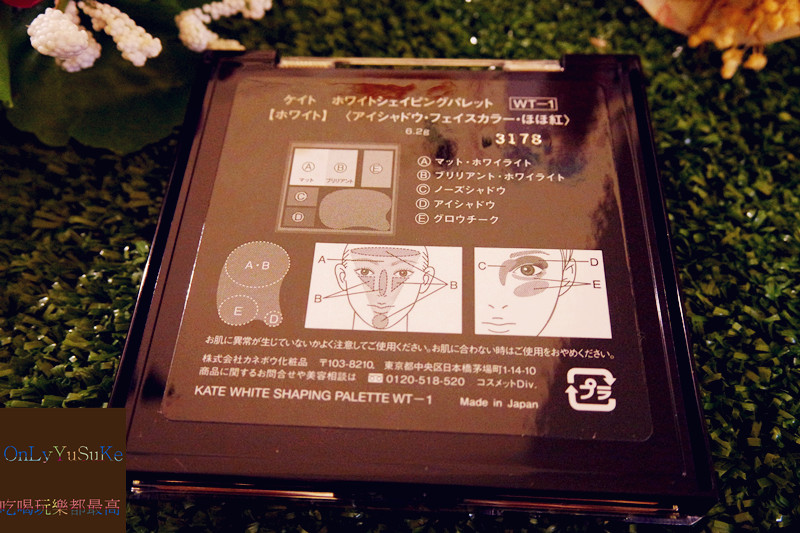 ケイト ホワイトシェイピングパレット WT-1
【ホワイト】 〈アイシャドウ・フェイスカラー・ほほ紅〉
6.2g 3178
A B E
マット ブリリアント
C
D
Ⓐマット・ホワイライト
Ⓑブリリアント・ホワイライト
Ⓒノーズシャドウ
Ⓓアイシャドウ
Ⓔグロウチーク
A・B
E D
A
B B
C D
E
お肌に異常が生じていないかよく注意してご使用ください。お肌に合わない時はご使用をおやめください。
株式会社カネボウ化粧品 〒103-8210, 東京都中央区日本橋茅場町1-14-10
商品に関するお問合せや美容相談は 0120-518-520 コスメットDiv.
KATE WHITE SHAPING PALETTE WT-1 Made in Japan
プラ
OnLyYuSuKe
吃喝玩樂都最高